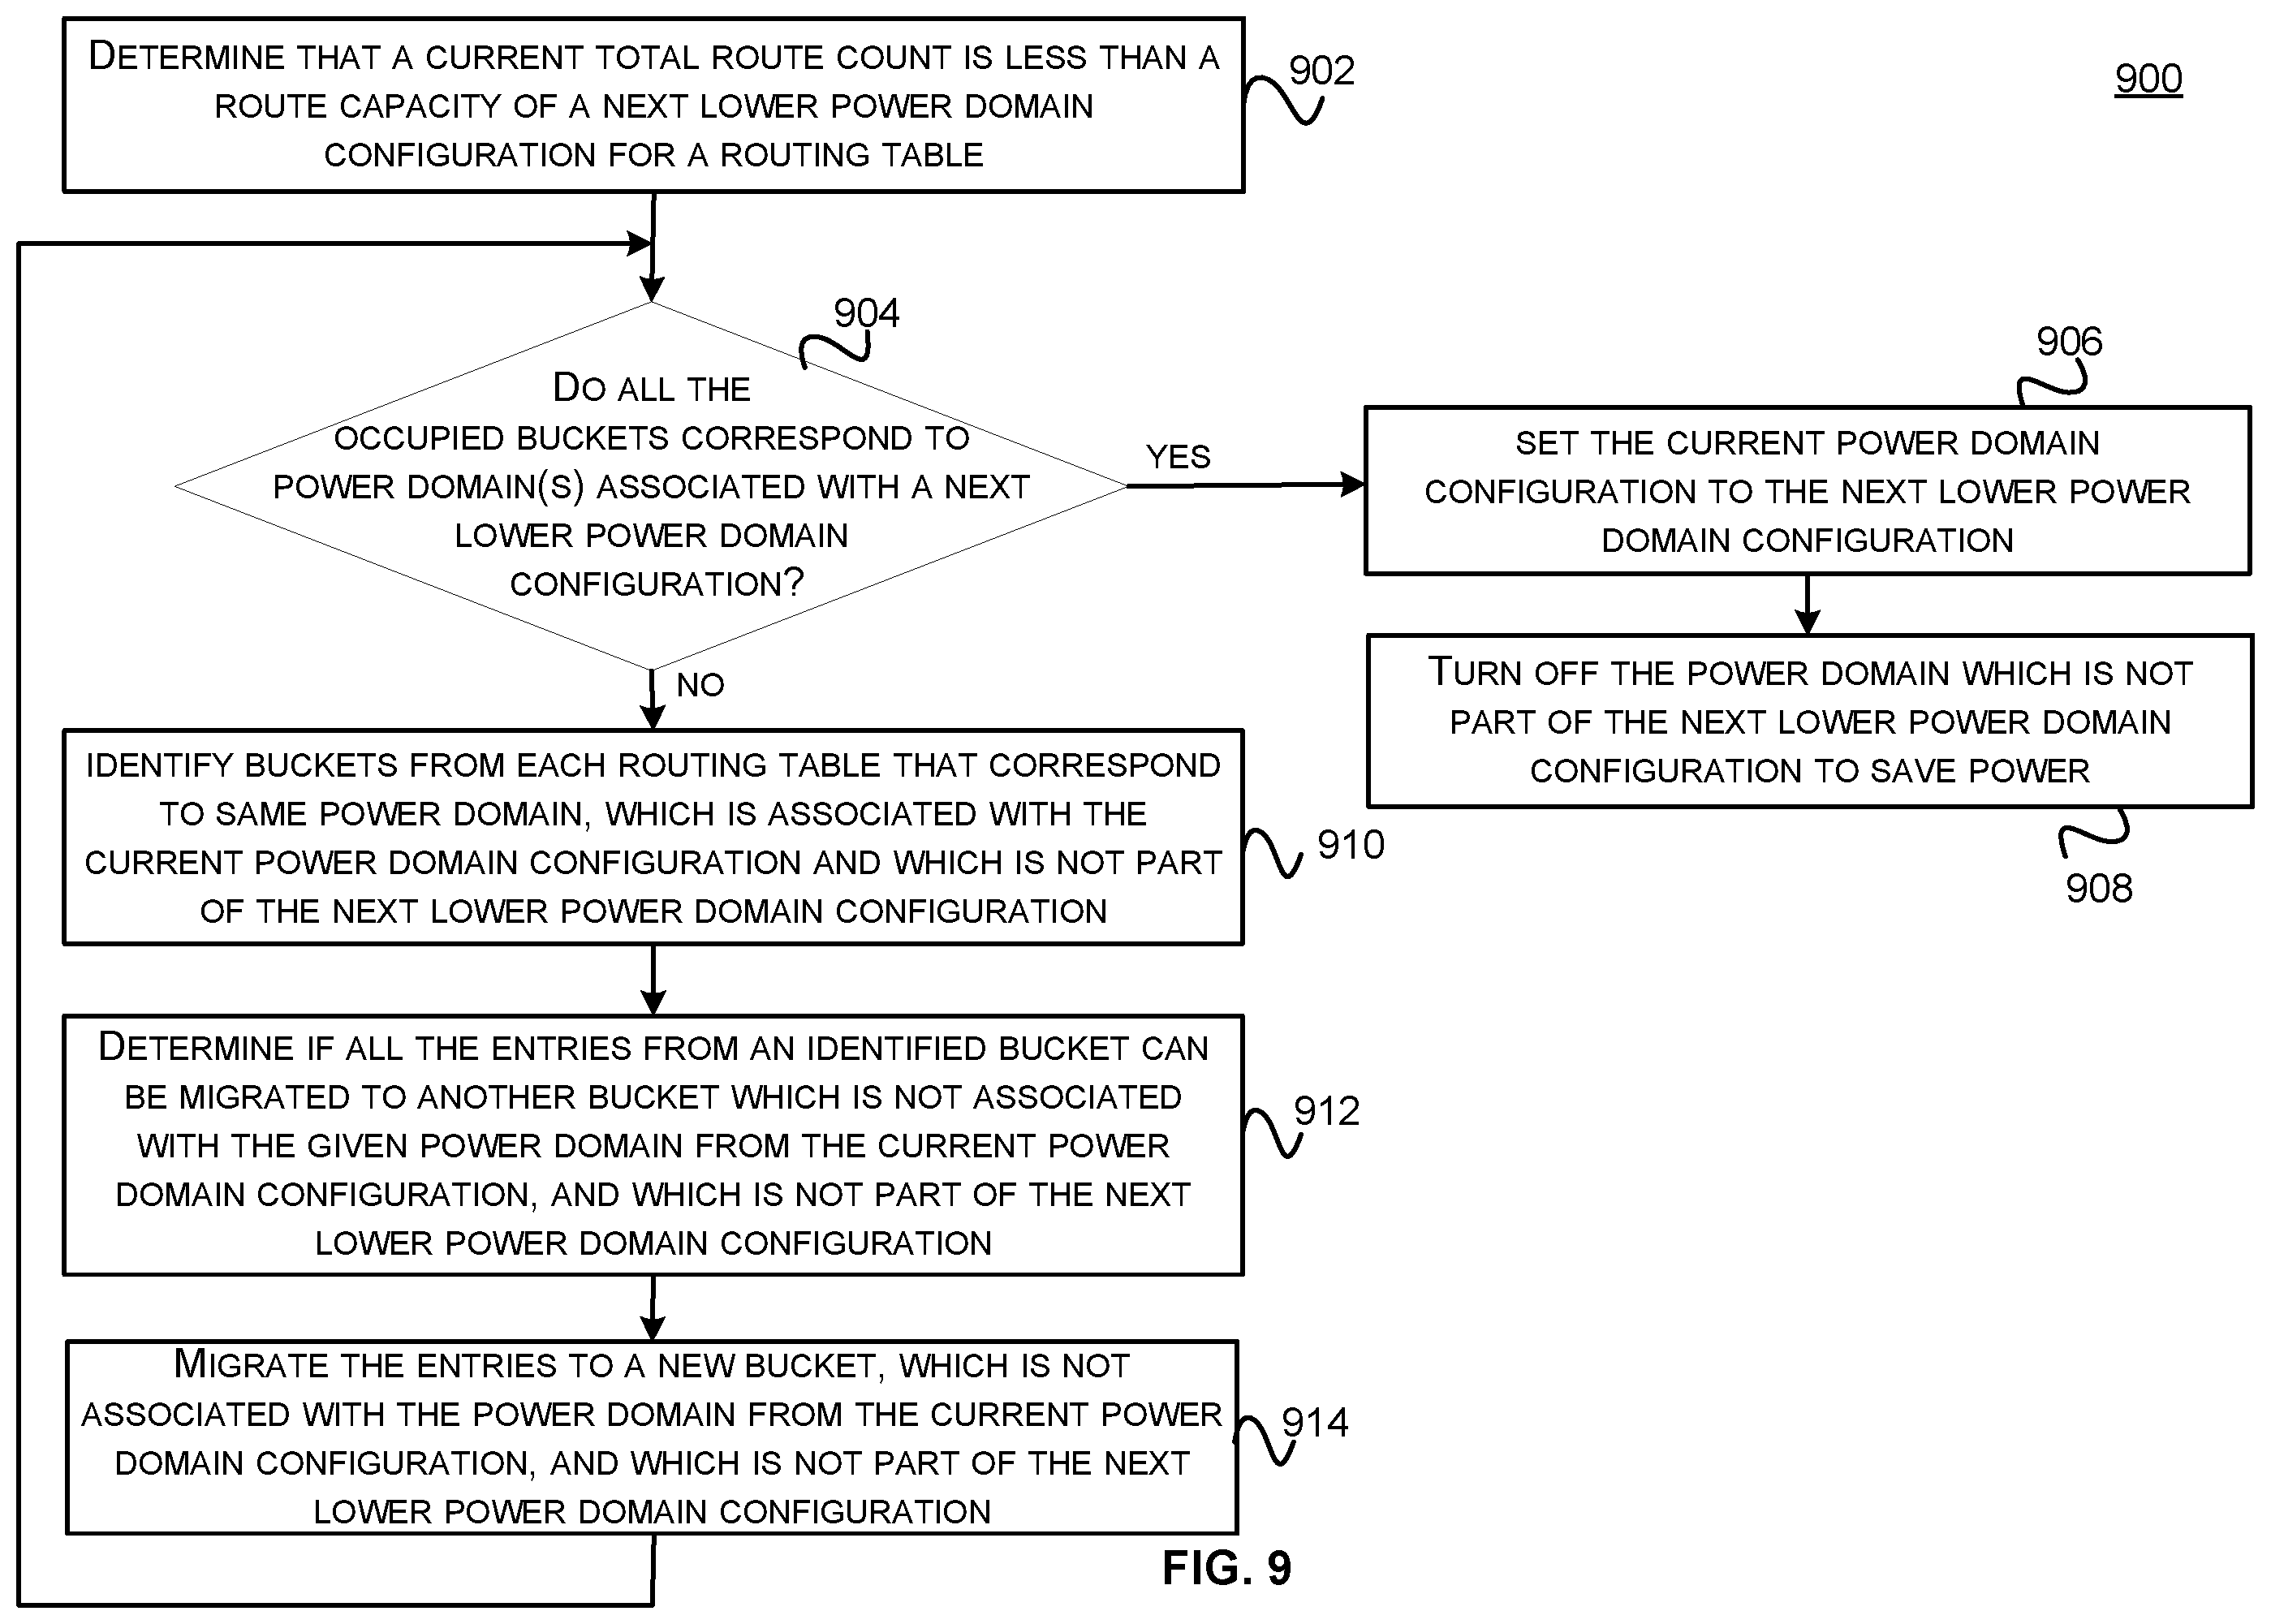 DETERMINE THAT A CURRENT TOTAL ROUTE COUNT IS LESS THAN A
ROUTE CAPACITY OF A NEXT LOWER POWER DOMAIN
CONFIGURATION FOR A ROUTING TABLE
902
900
904
DO ALL THE
OCCUPIED BUCKETS CORRESPOND TO
POWER DOMAIN(S) ASSOCIATED WITH A NEXT
LOWER POWER DOMAIN
CONFIGURATION?
YES
906
SET THE CURRENT POWER DOMAIN
CONFIGURATION TO THE NEXT LOWER POWER
DOMAIN CONFIGURATION
TURN OFF THE POWER DOMAIN WHICH IS NOT
PART OF THE NEXT LOWER POWER DOMAIN
CONFIGURATION TO SAVE POWER
908
NO
IDENTIFY BUCKETS FROM EACH ROUTING TABLE THAT CORRESPOND
TO SAME POWER DOMAIN, WHICH IS ASSOCIATED WITH THE
CURRENT POWER DOMAIN CONFIGURATION AND WHICH IS NOT PART
OF THE NEXT LOWER POWER DOMAIN CONFIGURATION
910
DETERMINE IF ALL THE ENTRIES FROM AN IDENTIFIED BUCKET CAN
BE MIGRATED TO ANOTHER BUCKET WHICH IS NOT ASSOCIATED
WITH THE GIVEN POWER DOMAIN FROM THE CURRENT POWER
DOMAIN CONFIGURATION, AND WHICH IS NOT PART OF THE NEXT
LOWER POWER DOMAIN CONFIGURATION
912
MIGRATE THE ENTRIES TO A NEW BUCKET, WHICH IS NOT
ASSOCIATED WITH THE POWER DOMAIN FROM THE CURRENT POWER
DOMAIN CONFIGURATION, AND WHICH IS NOT PART OF THE NEXT
LOWER POWER DOMAIN CONFIGURATION
914
FIG. 9